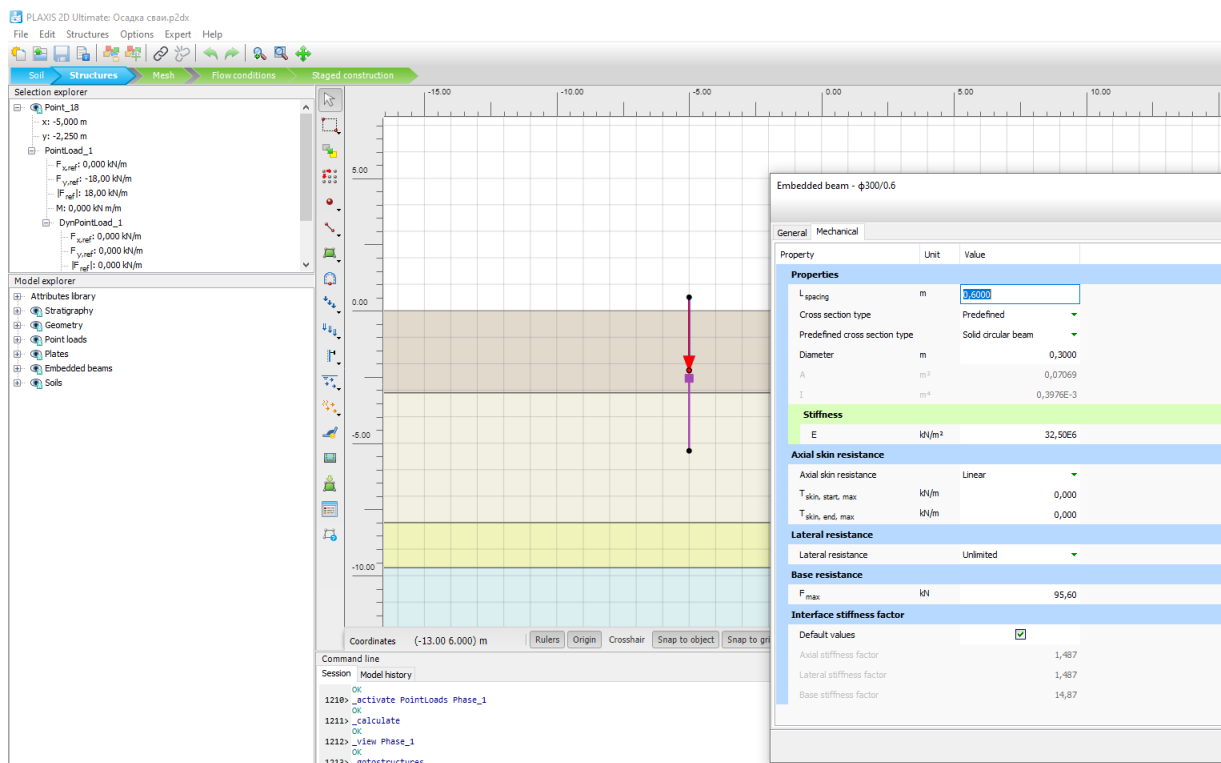 PLAXIS 2D Ultimate: Осадка сваи.p2dx
File Edit Structures Options Expert Help
Soil Structures Mesh Flow conditions Staged construction
Selection explorer
Point_18
x: -5,000 m
y: -2,250 m
PointLoad_1
Fx,ref: 0,000 kN/m
Fy,ref: -18,00 kN/m
|Fref|: 18,00 kN/m
M: 0,000 kN m/m
DynPointLoad_1
Fx,ref: 0,000 kN/m
Fy,ref: 0,000 kN/m
|Fref|: 0,000 kN/m
Model explorer
Attributes library
Stratigraphy
Geometry
Point loads
Plates
Embedded beams
Soils
-15.00 -10.00 -5.00 0.00 5.00 10.00
5.00
0.00
-5.00
-10.00
Coordinates (-13.00 6.000) m Rulers Origin Crosshair Snap to object Snap to gri
Command line
Session Model history
OK
1210> _activate PointLoads Phase_1
OK
1211> _calculate
OK
1212> _view Phase_1
OK
1213> _gotostructures
Embedded beam - ф300/0.6
General Mechanical
Property Unit Value
Properties
L spacing m 0,6000
Cross section type Predefined
Predefined cross section type Solid circular beam
Diameter m 0,3000
A m² 0,07069
I m⁴ 0,3976E-3
Stiffness
E kN/m² 32,50E6
Axial skin resistance
Axial skin resistance Linear
T skin, start, max kN/m 0,000
T skin, end, max kN/m 0,000
Lateral resistance
Lateral resistance Unlimited
Base resistance
F max kN 95,60
Interface stiffness factor
Default values
Axial stiffness factor 1,487
Lateral stiffness factor 1,487
Base stiffness factor 14,87